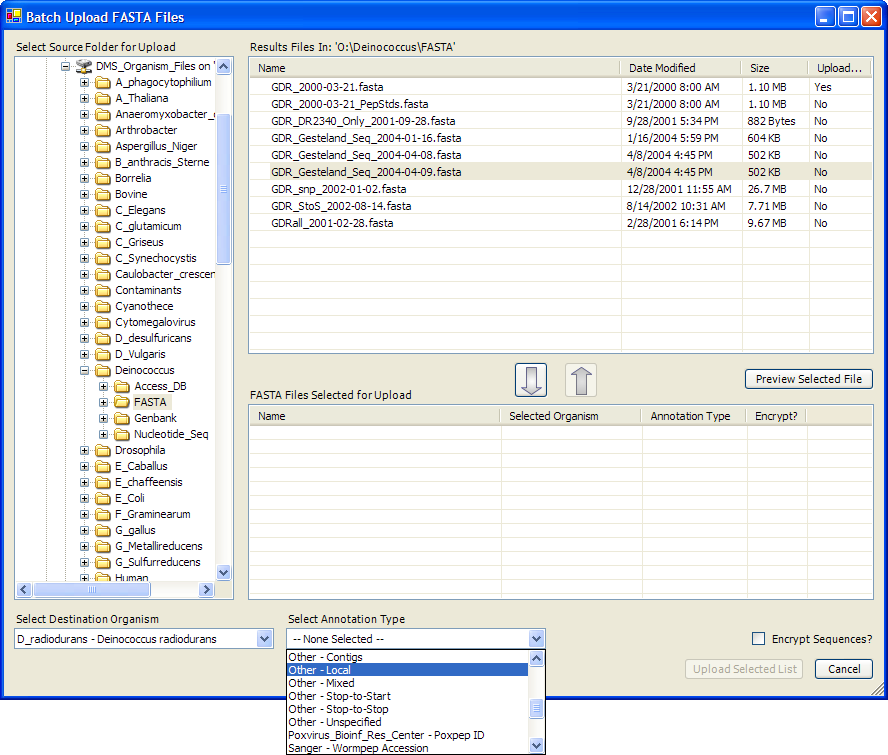 Batch Upload FASTA Files
Select Source Folder for Upload
DMS_Organism_Files on
A_phagocytophilium
A_Thaliana
Anaeromyxobacter_
Arthrobacter
Aspergillus_Niger
B_anthracis_Sterne
Borrelia
Bovine
C_Elegans
C_glutamicum
C_Griseus
C_Synechocystis
Caulobacter_crescen
Contaminants
Cyanothece
Cytomegalovirus
D_desulfuricans
D_Vulgaris
Deinococcus
Access_DB
FASTA
Genbank
Nucleotide_Seq
Drosophila
E_Caballus
E_chaffeensis
E_Coli
F_Graminearum
G_gallus
G_Metallireducens
G_Sulfurreducens
Human
Results Files In: 'O:\Deinococcus\FASTA'
Name Date Modified Size Upload...
GDR_2000-03-21.fasta 3/21/2000 8:00 AM 1.10 MB Yes
GDR_2000-03-21_PepStds.fasta 3/21/2000 8:00 AM 1.10 MB No
GDR_DR2340_Only_2001-09-28.fasta 9/28/2001 5:34 PM 882 Bytes No
GDR_Gesteland_Seq_2004-01-16.fasta 1/16/2004 5:59 PM 604 KB No
GDR_Gesteland_Seq_2004-04-08.fasta 4/8/2004 4:45 PM 502 KB No
GDR_Gesteland_Seq_2004-04-09.fasta 4/8/2004 4:45 PM 502 KB No
GDR_snp_2002-01-02.fasta 12/28/2001 11:55 AM 26.7 MB No
GDR_StoS_2002-08-14.fasta 8/14/2002 10:31 AM 7.71 MB No
GDRall_2001-02-28.fasta 2/28/2001 6:14 PM 9.67 MB No
Preview Selected File
FASTA Files Selected for Upload
Name Selected Organism Annotation Type Encrypt?
Select Destination Organism
D_radiodurans - Deinococcus radiodurans
Select Annotation Type
-- None Selected --
Other - Contigs
Other - Local
Other - Mixed
Other - Stop-to-Start
Other - Stop-to-Stop
Other - Unspecified
Poxvirus_Bioinf_Res_Center - Poxpep ID
Sanger - Wormpep Accession
Encrypt Sequences?
Upload Selected List
Cancel